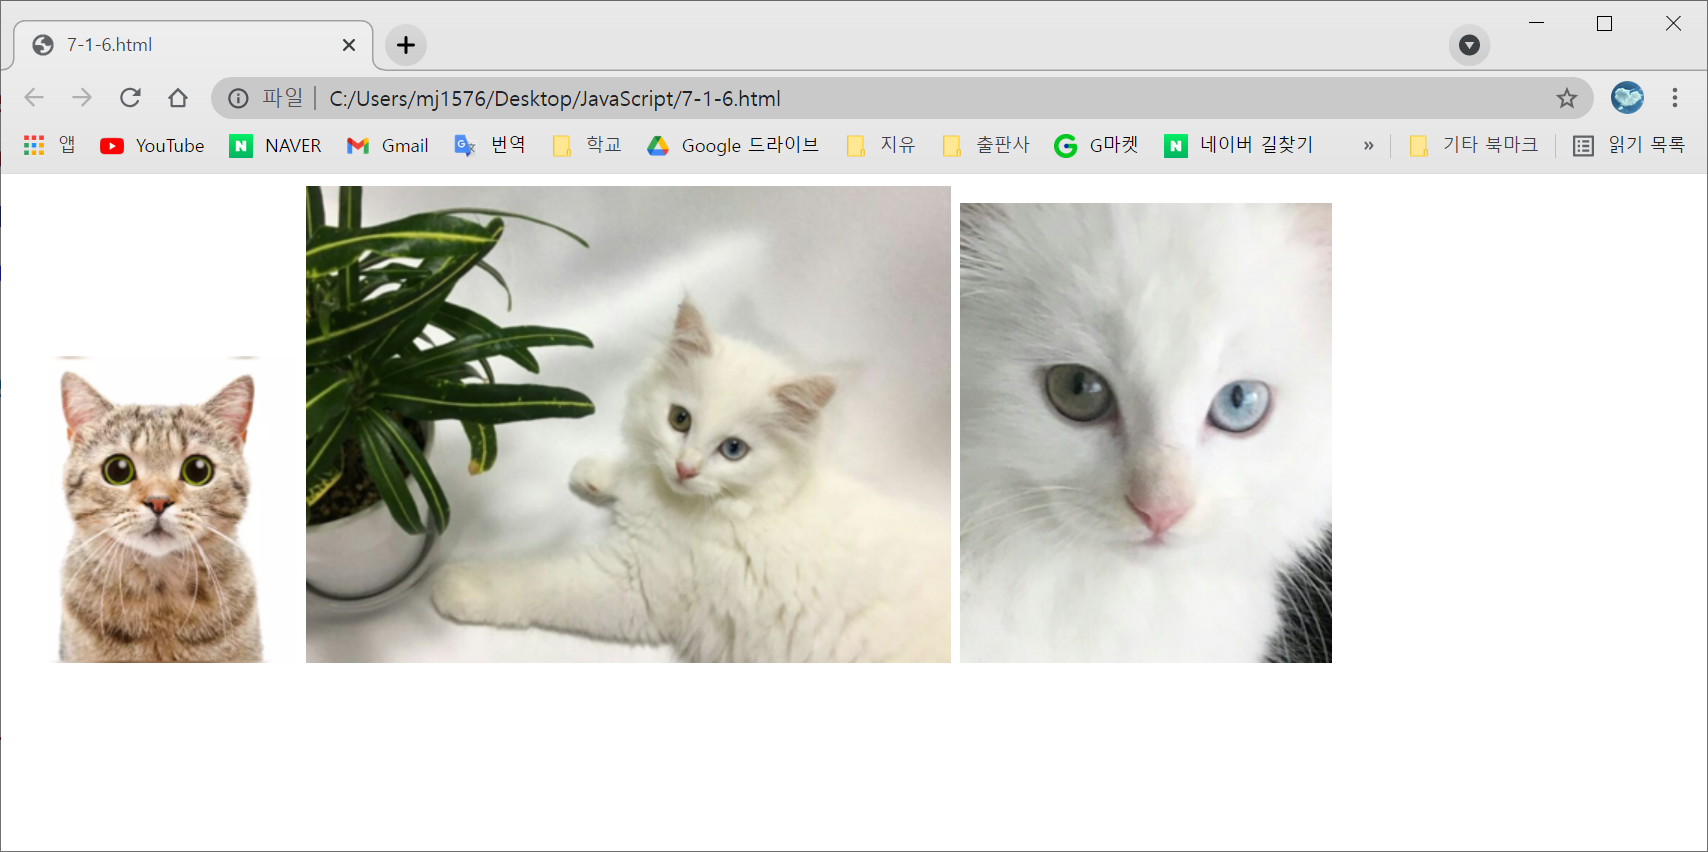 7-1-6.html
파일 | C:/Users/mj1576/Desktop/JavaScript/7-1-6.html
앱 YouTube NAVER Gmail 번역 학교 Google 드라이브 지유 출판사 G마켓 네이버 길찾기 » 기타 북마크 읽기 목록